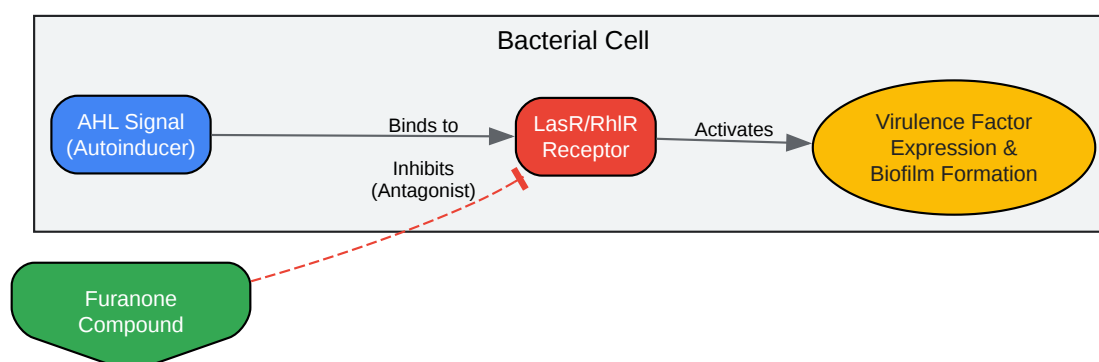 Bacterial Cell
AHL Signal
(Autoinducer)
Binds to
LasR/RhlR
Receptor
Activates
Virulence Factor
Expression &
Biofilm Formation
Inhibits
(Antagonist)
Furanone
Compound